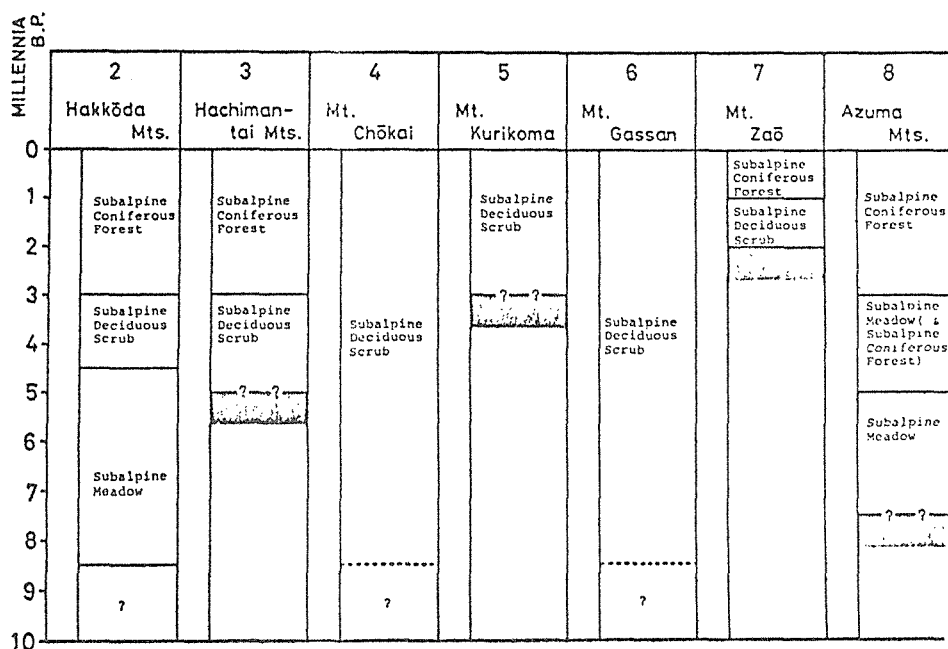 MILLENNIA
B.P.
2
Hakkōda
Mts.
3
Hachiman-
tai Mts.
4
Mt.
Chōkai
5
Mt.
Kurikoma
6
Mt.
Gassan
7
Mt.
Zaō
8
Azuma
Mts.
0
1
2
3
4
5
6
7
8
9
10
Subalpine
Coniferous
Forest
Subalpine
Deciduous
Scrub
Subalpine
Meadow
?
Subalpine
Coniferous
Forest
Subalpine
Deciduous
Scrub
? ?
Subalpine
Deciduous
Scrub
?
Subalpine
Deciduous
Scrub
? ?
Subalpine
Deciduous
Scrub
?
Subalpine
Coniferous
Forest
Subalpine
Deciduous
Scrub
Subalpine
Coniferous
Forest
Subalpine
Meadow( &
Subalpine
Coniferous
Forest)
Subalpine
Meadow
? ?